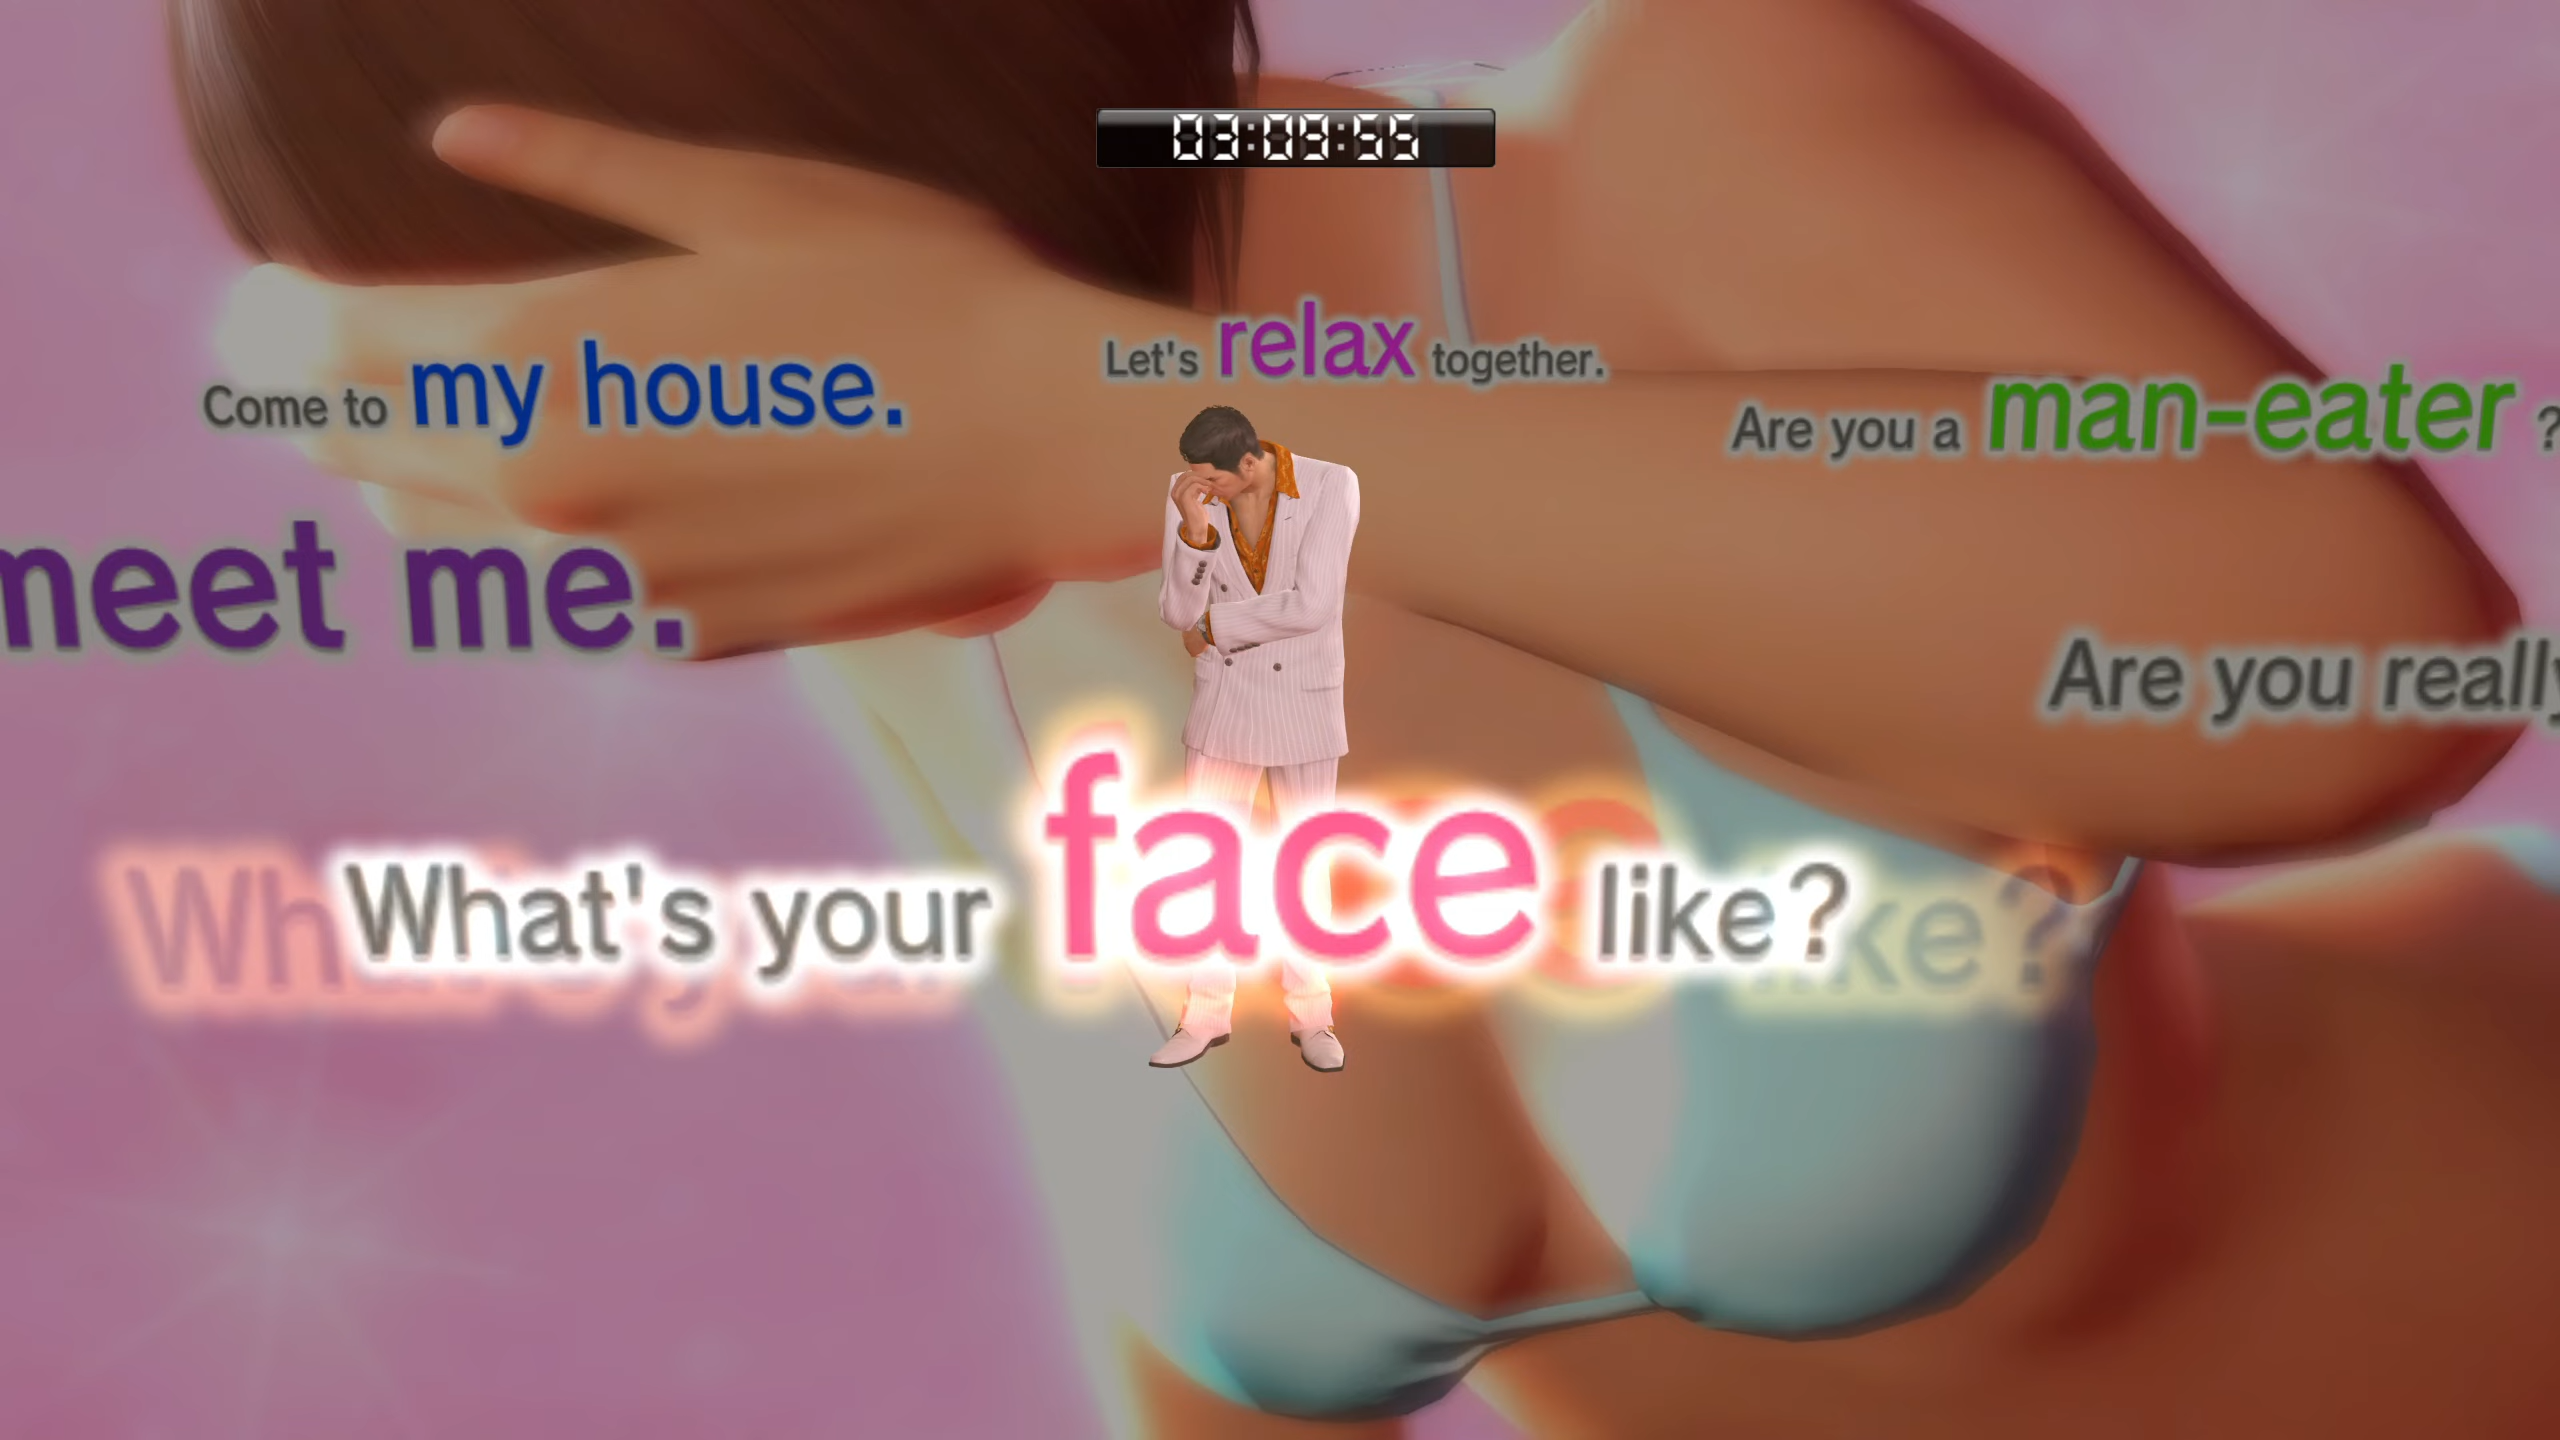 03:09:55
Let's relax together.
Come to my house.
Are you a man-eater ?
meet me.
Are you really
What's your face like?